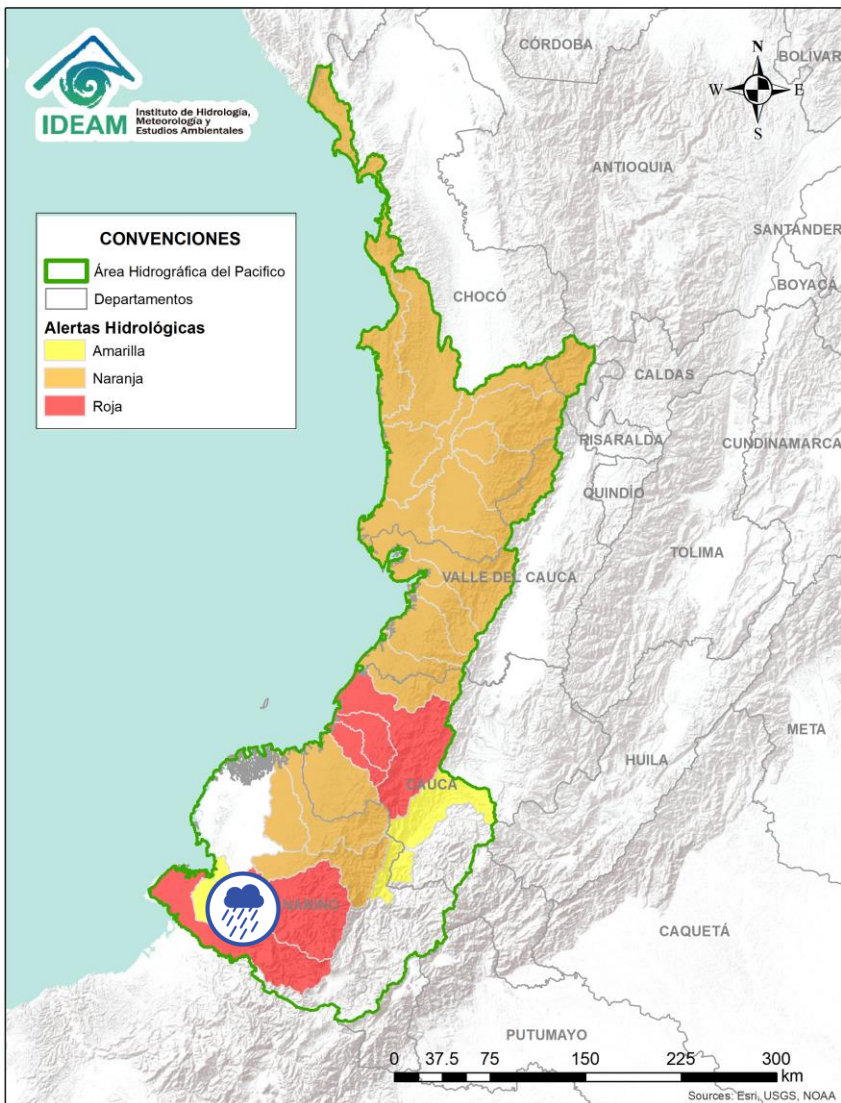 IDEAM
Instituto de Hidrología,
Meteorología y
Estudios Ambientales
CÓRDOBA
BOLÍVAR
N
W
E
S
ANTIOQUIA
SANTANDER
BOYACÁ
CONVENCIONES
Área Hidrográfica del Pacifico
Departamentos
Alertas Hidrológicas
Amarilla
Naranja
Roja
CHOCÓ
CALDAS
RISARALDA
CUNDINAMARCA
QUINDÍO
TOLIMA
VALLE DEL CAUCA
META
HUILA
CAUCA
NARIÑO
CAQUETÁ
PUTUMAYO
0 37.5 75 150 225 300
km
Sources: Esri, USGS, NOAA